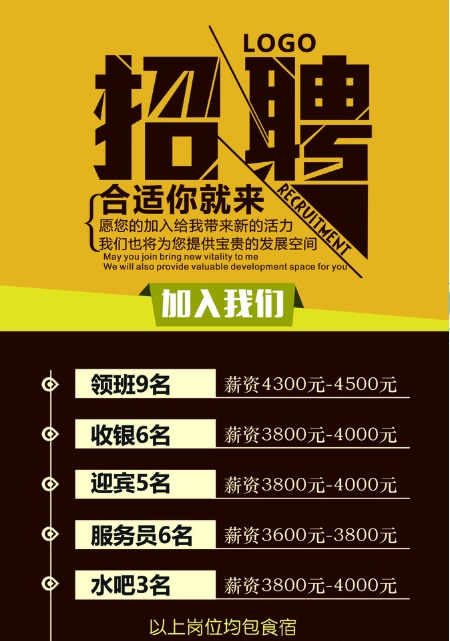 LOGO
招聘
RECRUITMENT
合适你就来
愿您的加入给我带来新的活力
我们也将为您提供宝贵的发展空间
May you join bring new vitality to me
We will also provide valuable development space for you
加入我们
领班9名 薪资4300元-4500元
收银6名 薪资3800元-4000元
迎宾5名 薪资3800元-4000元
服务员6名 薪资3600元-3800元
水吧3名 薪资3800元-4000元
以上岗位均包食宿